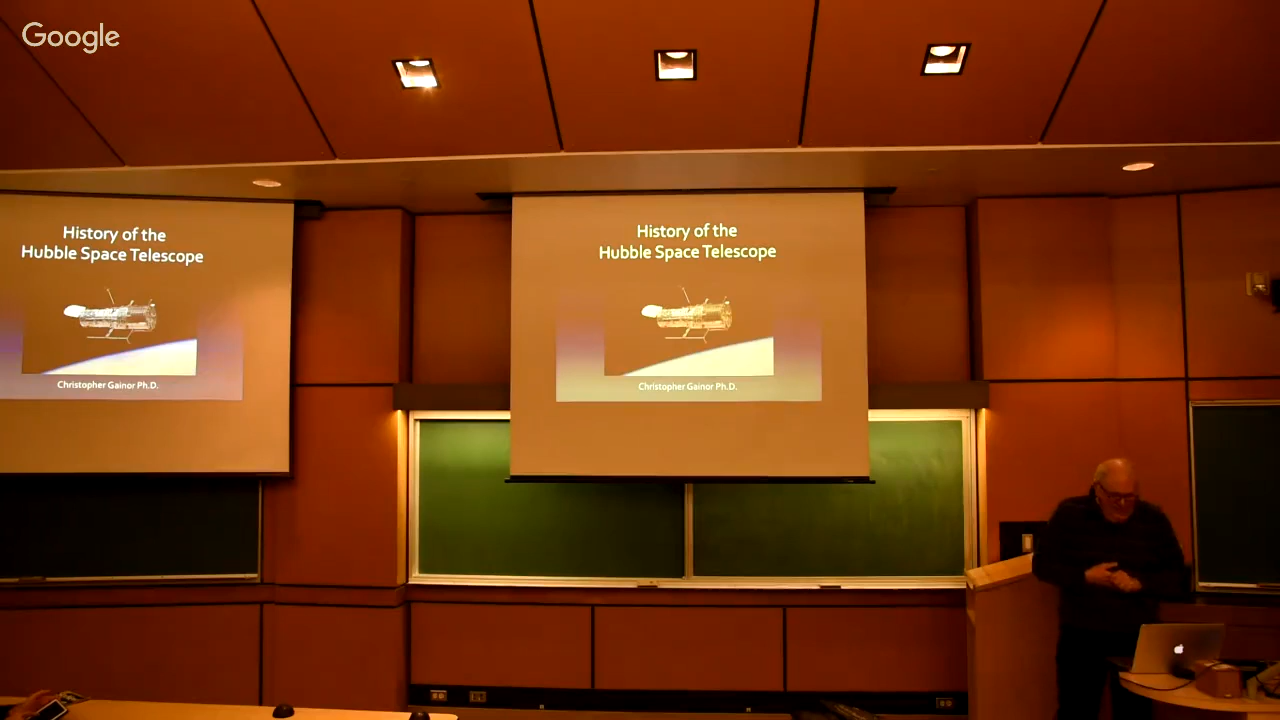 Google
History of the
Hubble Space Telescope
Christopher Gainor Ph.D.
History of the
Hubble Space Telescope
Christopher Gainor Ph.D.